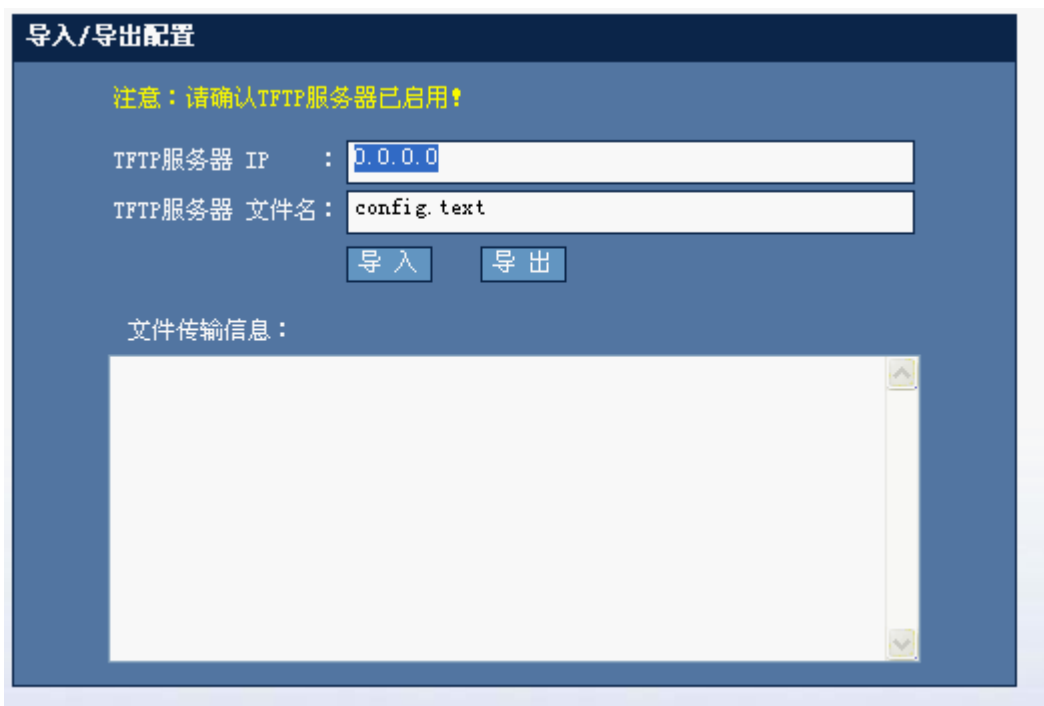 导入/导出配置
注意：请确认TFTP服务器已启用！
TFTP服务器 IP ： 0.0.0.0
TFTP服务器 文件名： config.text
导 入 导 出
文件传输信息：